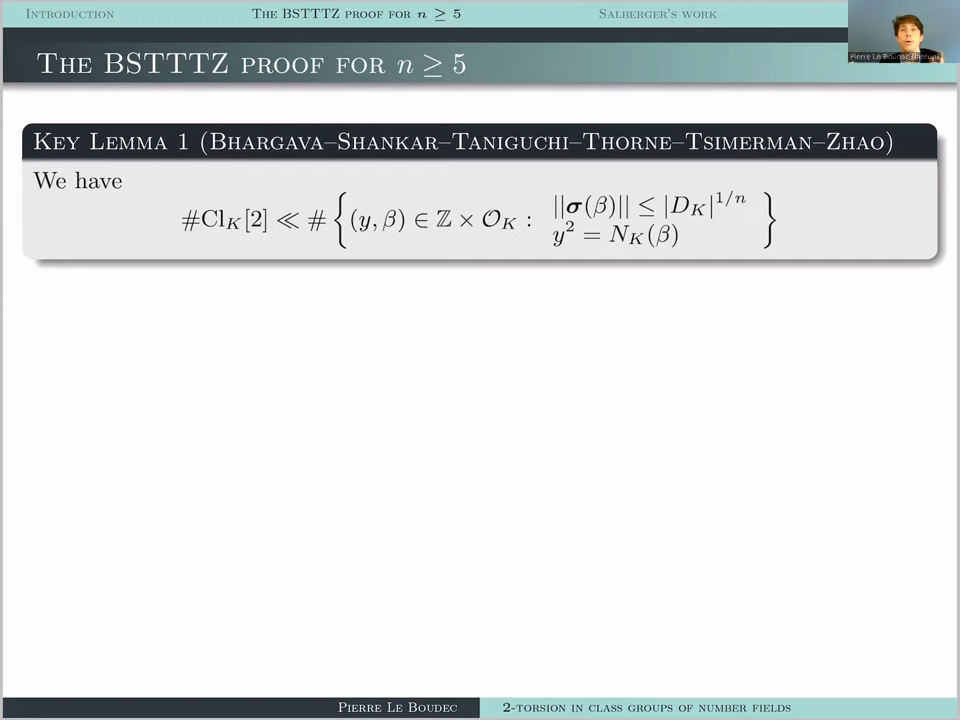 INTRODUCTION THE BSTTTZ PROOF FOR n ≥ 5 SALBERGER'S WORK
THE BSTTTZ PROOF FOR n ≥ 5
KEY LEMMA 1 (BHARGAVA–SHANKAR–TANIGUCHI–THORNE–TSIMERMAN–ZHAO)
We have
#Cl_K[2] ≪ # { (y, β) ∈ ℤ × 𝒪_K : ||σ(β)|| ≤ |D_K|^{1/n}
y² = N_K(β) }
PIERRE LE BOUDEC 2-TORSION IN CLASS GROUPS OF NUMBER FIELDS